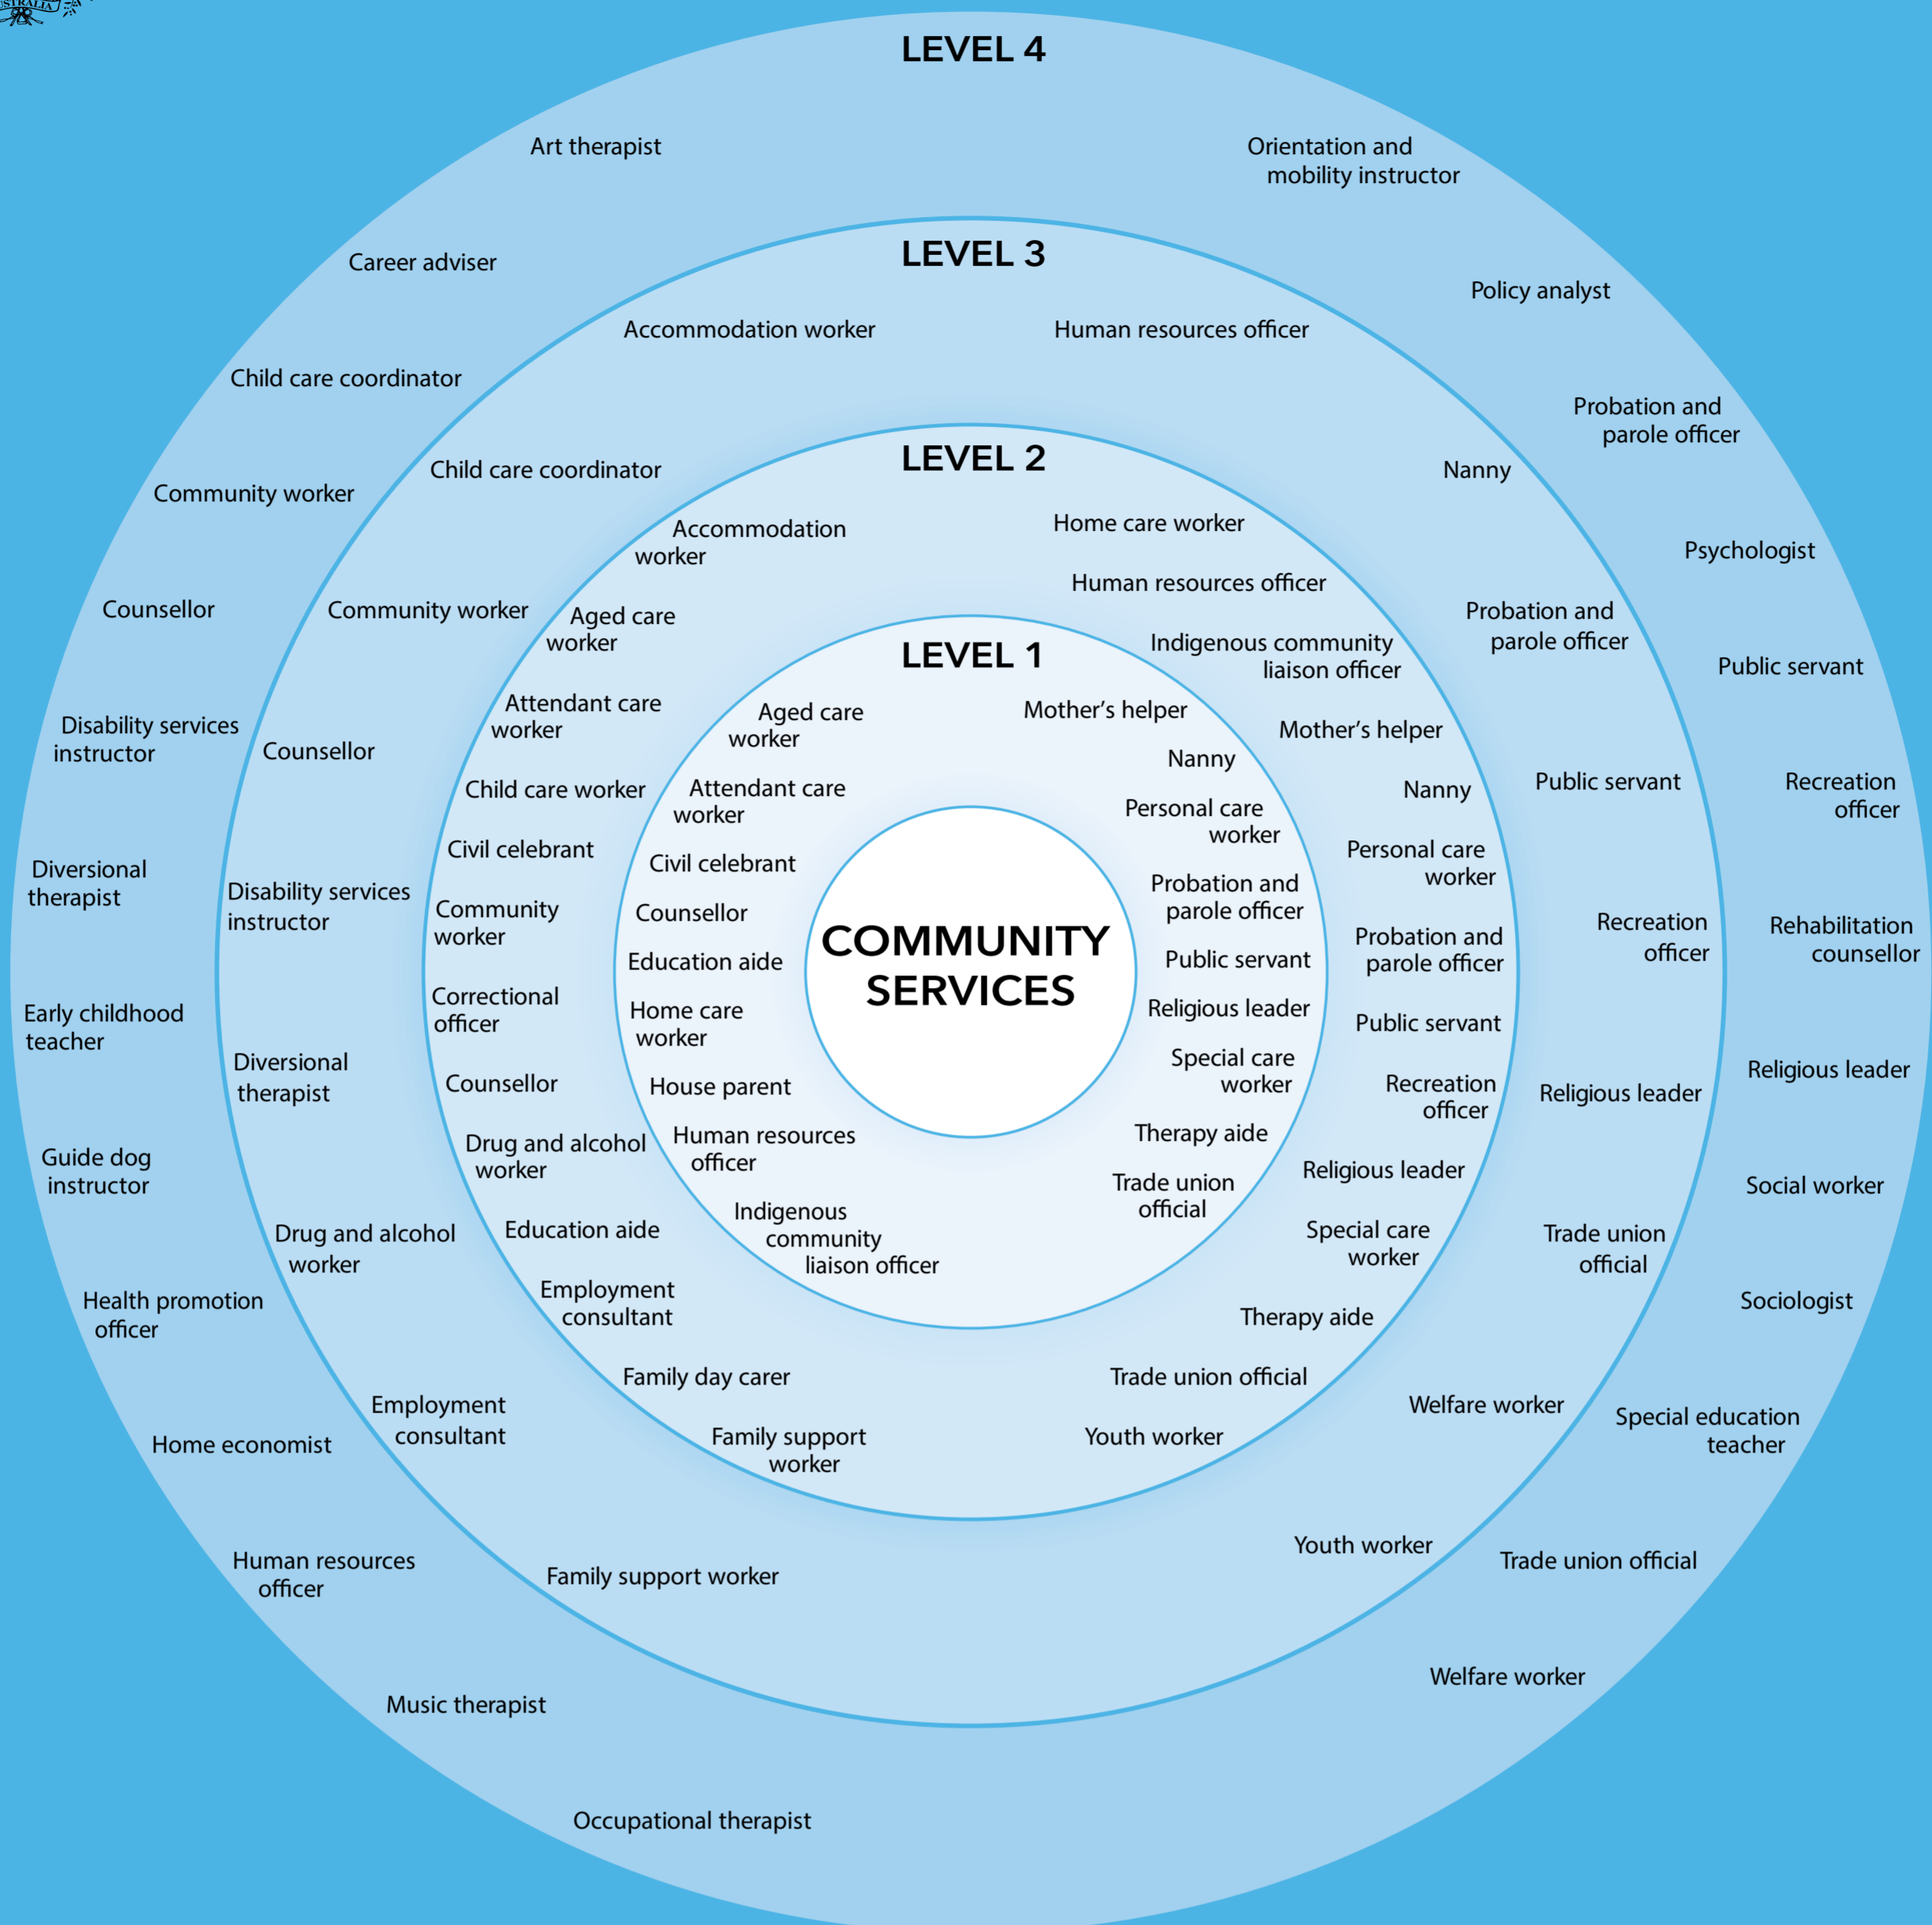 USTRALIA
LEVEL 4
Art therapist
Career adviser
Child care coordinator
Community worker
Counsellor
Disability services
instructor
Diversional
therapist
Early childhood
teacher
Guide dog
instructor
Health promotion
officer
Home economist
Human resources
officer
Music therapist
Occupational therapist
Orientation and
mobility instructor
Policy analyst
Probation and
parole officer
Psychologist
Public servant
Recreation
officer
Rehabilitation
counsellor
Religious leader
Social worker
Sociologist
Special education
teacher
Trade union official
Welfare worker
LEVEL 3
Accommodation worker
Child care coordinator
Community worker
Counsellor
Disability services
instructor
Diversional
therapist
Drug and alcohol
worker
Employment
consultant
Family support worker
Human resources officer
Nanny
Probation and
parole officer
Public servant
Recreation
officer
Religious leader
Trade union
official
Welfare worker
Youth worker
LEVEL 2
Accommodation
worker
Aged care
worker
Attendant care
worker
Child care worker
Civil celebrant
Community
worker
Correctional
officer
Counsellor
Drug and alcohol
worker
Education aide
Employment
consultant
Family day carer
Family support
worker
Home care worker
Human resources officer
Indigenous community
liaison officer
Mother's helper
Nanny
Personal care
worker
Probation and
parole officer
Public servant
Recreation
officer
Religious leader
Special care
worker
Therapy aide
Trade union official
Youth worker
LEVEL 1
Aged care
worker
Attendant care
worker
Civil celebrant
Counsellor
Education aide
Home care
worker
House parent
Human resources
officer
Indigenous
community
liaison officer
Mother's helper
Nanny
Personal care
worker
Probation and
parole officer
Public servant
Religious leader
Special care
worker
Therapy aide
Trade union
official
COMMUNITY
SERVICES